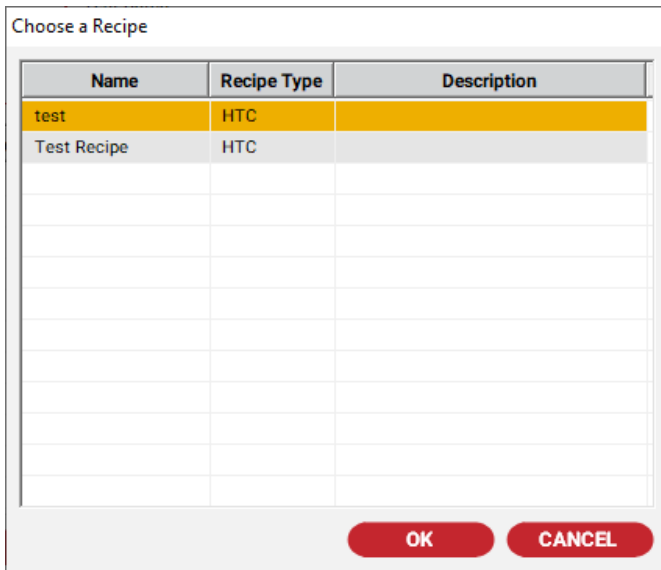 Choose a Recipe
Name Recipe Type Description
test HTC
Test Recipe HTC
OK CANCEL